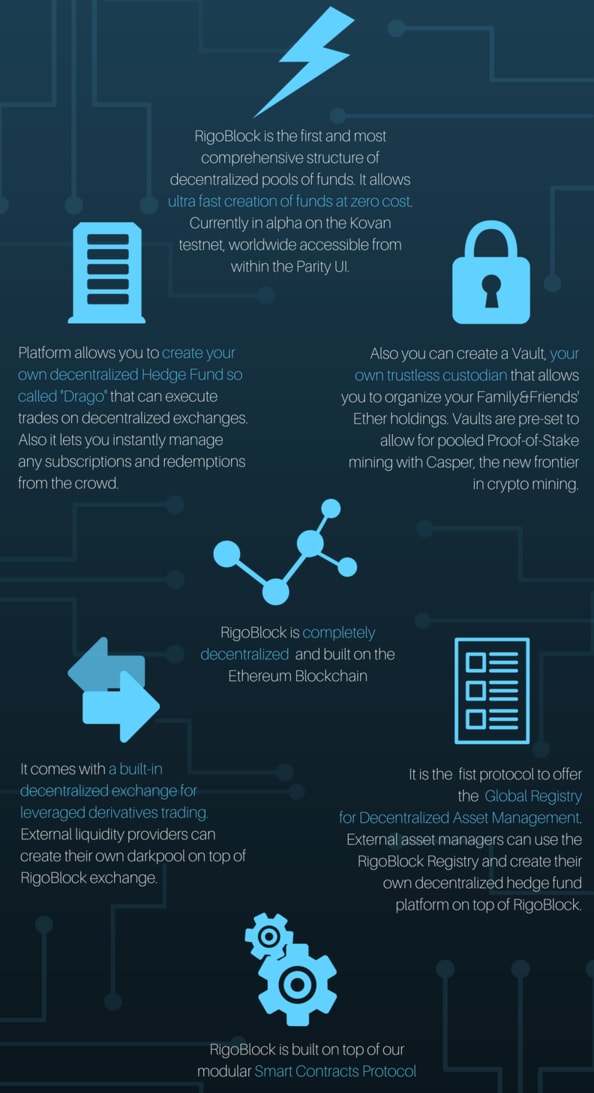 RigoBlock is the first and most
comprehensive structure of
decentralized pools of funds. It allows
ultra fast creation of funds at zero cost.
Currently in alpha on the Kovan
testnet, worldwide accessible from
within the Parity UI.
Platform allows you to create your
own decentralized Hedge Fund so
called "Drago" that can execute
trades on decentralized exchanges.
Also it lets you instantly manage
any subscriptions and redemptions
from the crowd.
Also you can create a Vault, your
own trustless custodian that allows
you to organize your Family&Friends'
Ether holdings. Vaults are pre-set to
allow for pooled Proof-of-Stake
mining with Casper, the new frontier
in crypto mining.
RigoBlock is completely
decentralized and built on the
Ethereum Blockchain
It comes with a built-in
decentralized exchange for
leveraged derivatives trading.
External liquidity providers can
create their own darkpool on top of
RigoBlock exchange.
It is the fist protocol to offer
the Global Registry
for Decentralized Asset Management.
External asset managers can use the
RigoBlock Registry and create their
own decentralized hedge fund
platform on top of RigoBlock.
RigoBlock is built on top of our
modular Smart Contracts Protocol